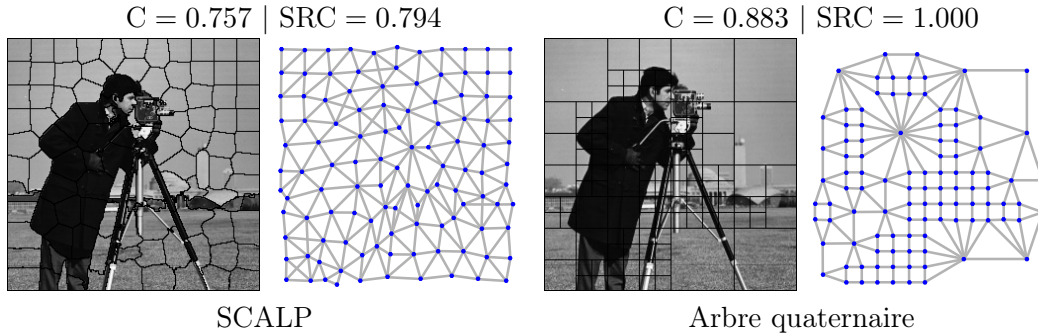 C = 0.757 | SRC = 0.794
C = 0.883 | SRC = 1.000
SCALP
Arbre quaternaire